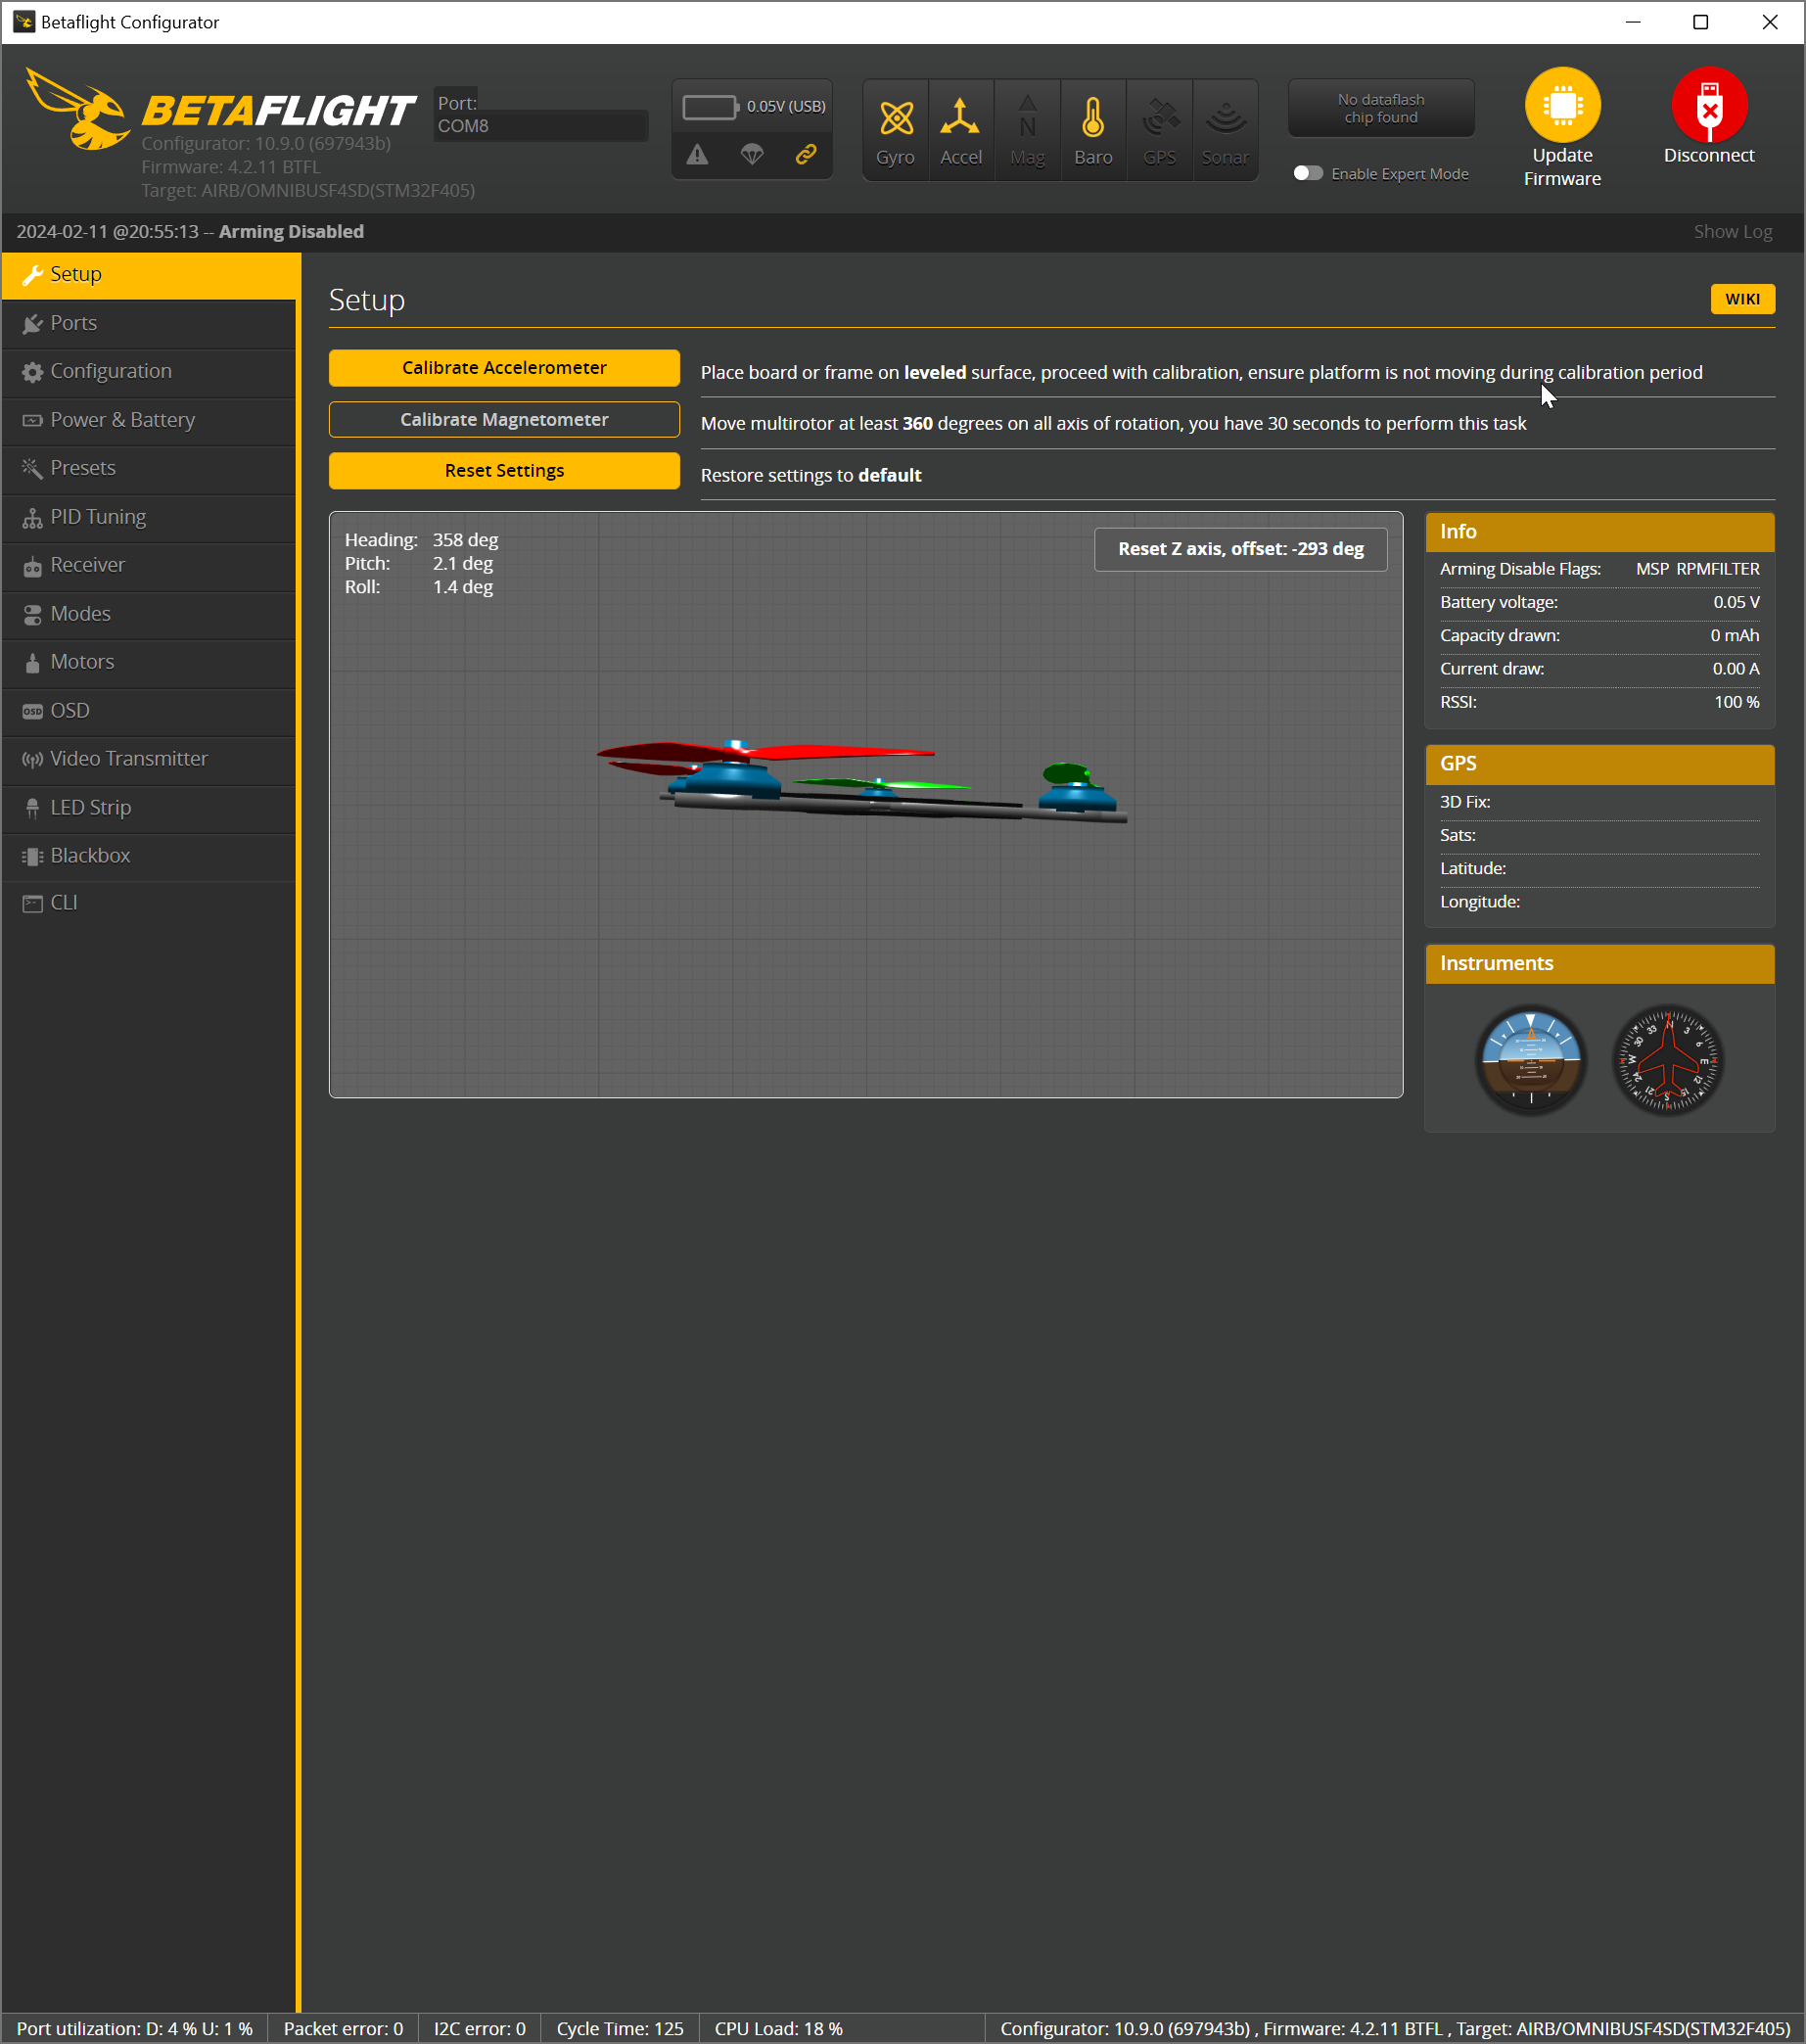 Betaflight Configurator
BETAFLIGHT
Configurator: 10.9.0 (697943b)
Firmware: 4.2.11 BTFL
Target: AIRB/OMNIBUSF4SD(STM32F405)
Port:
COM8
0.05V (USB)
Gyro
Accel
N
Mag
Baro
GPS
Sonar
No dataflash
chip found
Enable Expert Mode
Update
Firmware
Disconnect
2024-02-11 @20:55:13 -- Arming Disabled
Show Log
Setup
Ports
Configuration
Power & Battery
Presets
PID Tuning
Receiver
Modes
Motors
OSD OSD
Video Transmitter
LED Strip
Blackbox
CLI
Setup
WIKI
Calibrate Accelerometer
Place board or frame on leveled surface, proceed with calibration, ensure platform is not moving during calibration period
Calibrate Magnetometer
Move multirotor at least 360 degrees on all axis of rotation, you have 30 seconds to perform this task
Reset Settings
Restore settings to default
Heading: 358 deg
Pitch: 2.1 deg
Roll: 1.4 deg
Reset Z axis, offset: -293 deg
Info
Arming Disable Flags: MSP RPMFILTER
Battery voltage: 0.05 V
Capacity drawn: 0 mAh
Current draw: 0.00 A
RSSI: 100 %
GPS
3D Fix:
Sats:
Latitude:
Longitude:
Instruments
N 3 6 E 12 15 S 21 24 W 30 33
Port utilization: D: 4 % U: 1 %
Packet error: 0
I2C error: 0
Cycle Time: 125
CPU Load: 18 %
Configurator: 10.9.0 (697943b) , Firmware: 4.2.11 BTFL , Target: AIRB/OMNIBUSF4SD(STM32F405)